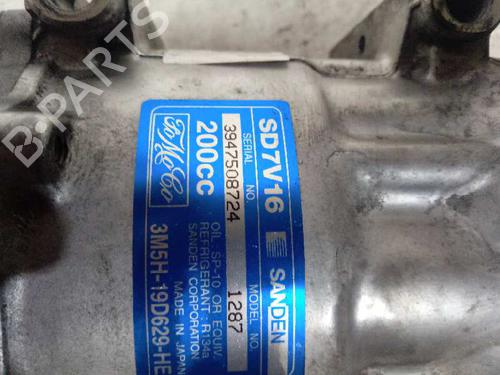 B-PARTS
SD7V16 SANDEN
SERIAL NO. MODEL NO.
3947508724 1287
200cc
OIL SP-10 OR EQUIV.
REFRIGERANT : R134a
SANDEN CORPORATION
MADE IN JAPAN
FoMoCo
3M5H-19D629-HE